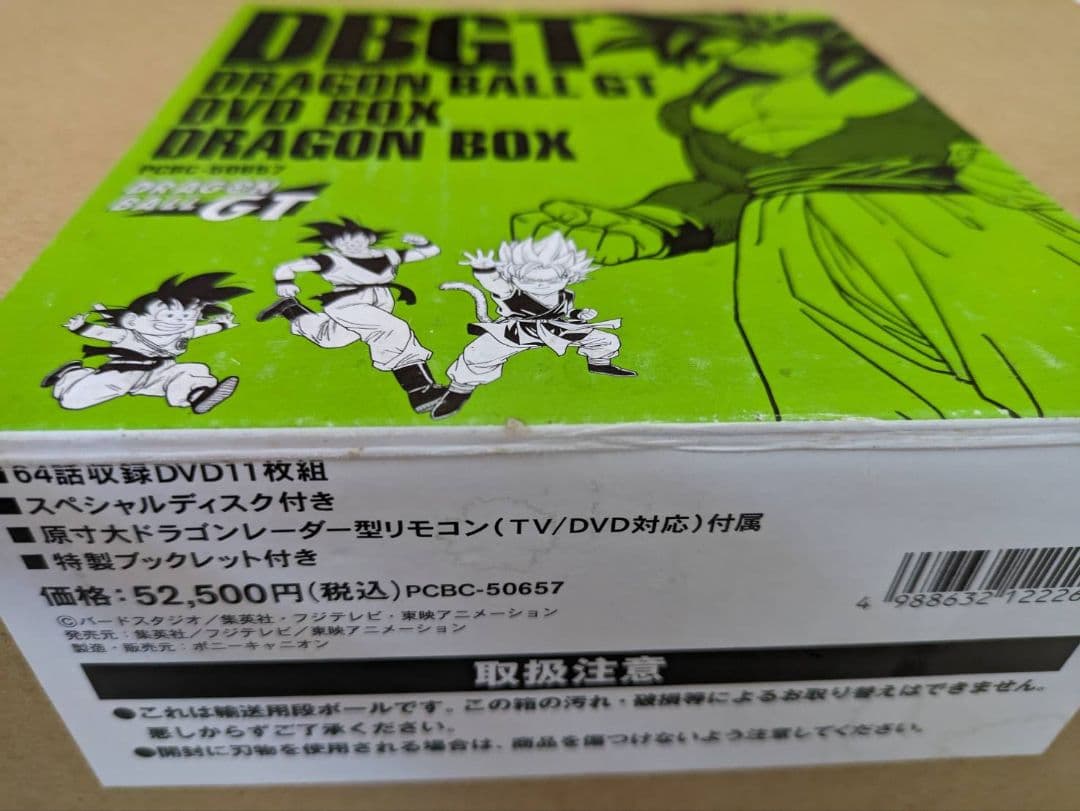 DBGT
DRAGON BALL GT
DVD BOX
DRAGON BOX
PCBC-50657
DRAGON
BALL GT
■64話収録DVD11枚組
■スペシャルディスク付き
■原寸大ドラゴンレーダー型リモコン(TV/DVD対応)付属
■特製ブックレット付き
価格:52,500円(税込)PCBC-50657
©バードスタジオ/集英社・フジテレビ・東映アニメーション
発売元:集英社/フジテレビ/東映アニメーション
製造・販売元:ポニーキャニオン
4 988632 12226
取扱注意
●これは輸送用段ボールです。この箱の汚れ・破損等によるお取り替えはできません。
悪しからずご了承ください。
●開封に刃物を使用される場合は、商品を傷つけないよう注意してください。